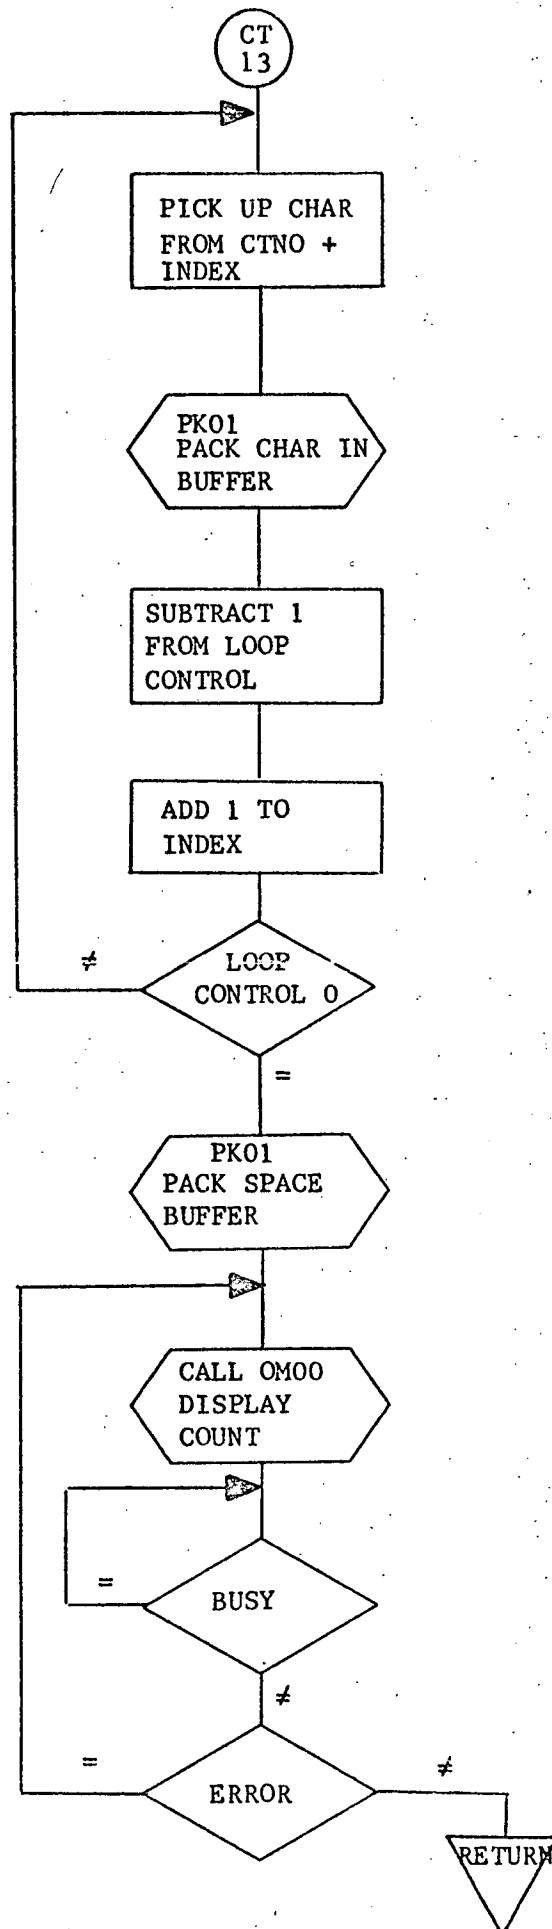 CT
13
PICK UP CHAR
FROM CTNO +
INDEX
PK01
PACK CHAR IN
BUFFER
SUBTRACT 1
FROM LOOP
CONTROL
ADD 1 TO
INDEX
≠
LOOP
CONTROL 0
=
PK01
PACK SPACE
BUFFER
CALL OM00
DISPLAY
COUNT
=
BUSY
≠
=
ERROR
≠
RETURN